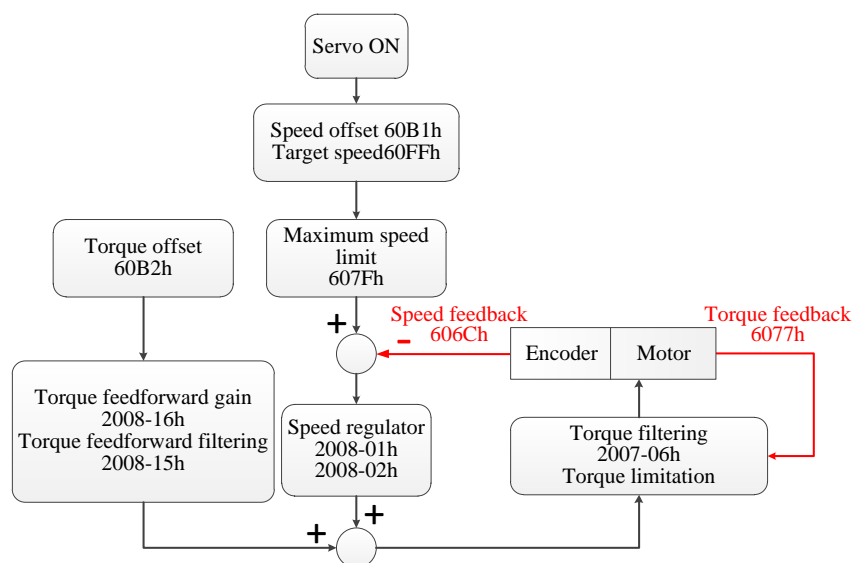 Servo ON
Speed offset 60B1h
Target speed60FFh
Torque offset
60B2h
Maximum speed
limit
607Fh
+
Speed feedback
606Ch
-
Torque feedback
6077h
Encoder
Motor
Torque feedforward gain
2008-16h
Torque feedforward filtering
2008-15h
Speed regulator
2008-01h
2008-02h
Torque filtering
2007-06h
Torque limitation
+
+